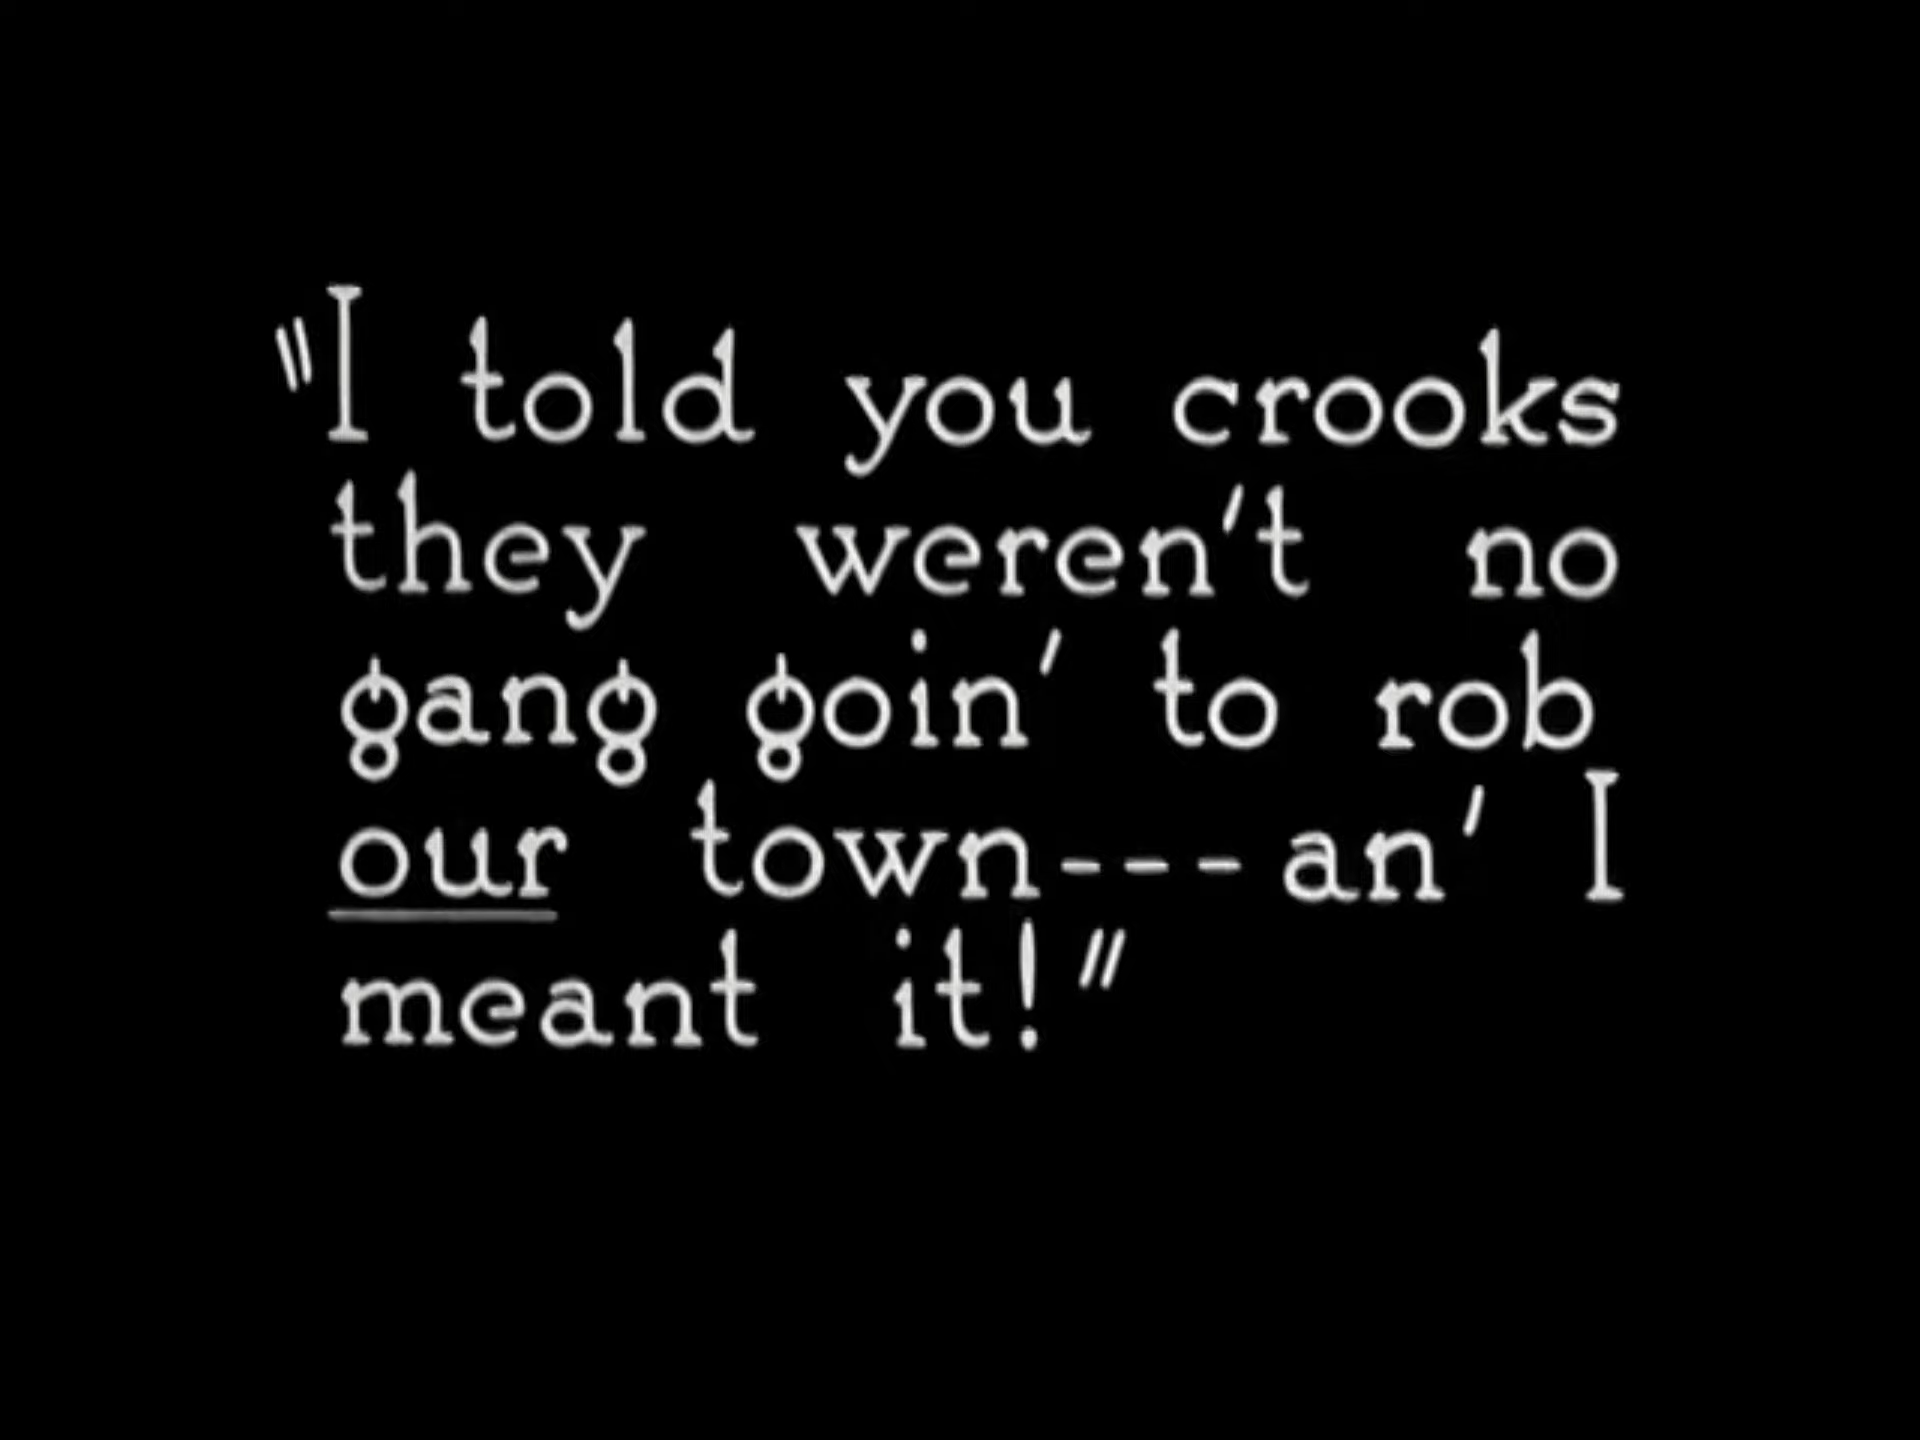 "I told you crooks
they weren't no
gang goin' to rob
our town---an' I
meant it!"